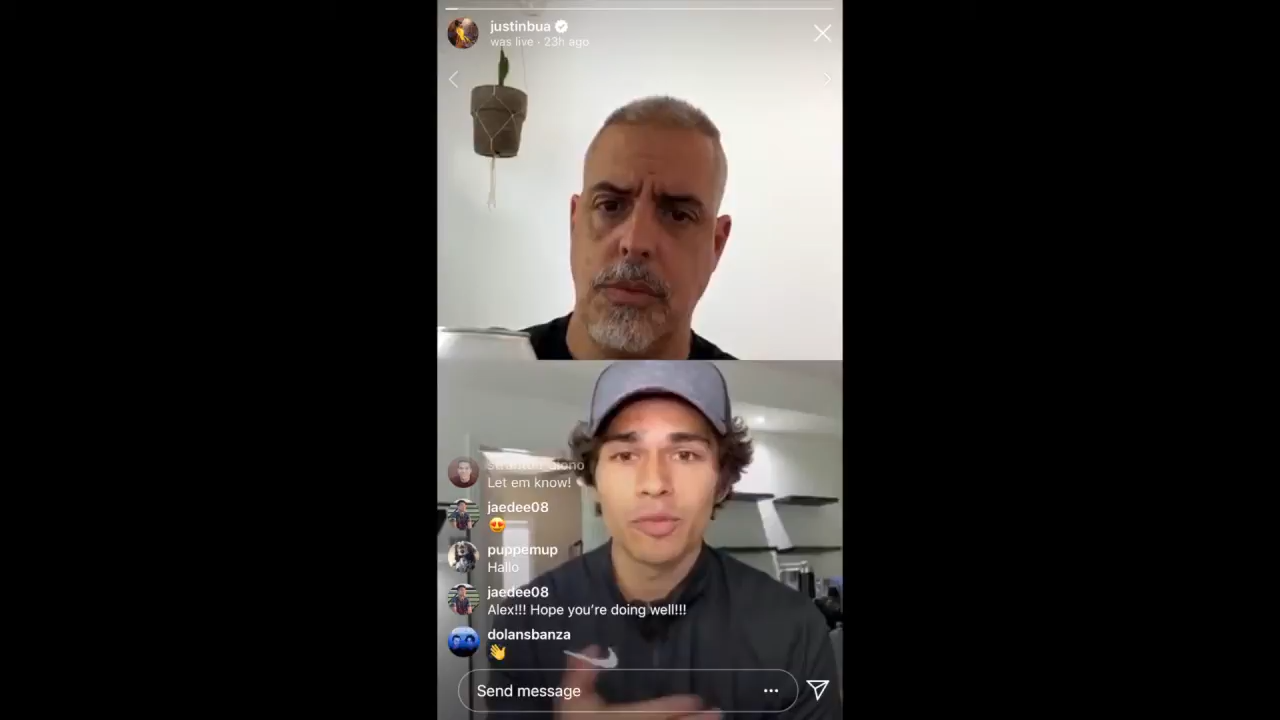 justinbua
was live · 23h ago
Let em know!
jaedee08
😍
puppemup
Hallo
jaedee08
Alex!!! Hope you’re doing well!!!
dolansbanza
👋
Send message